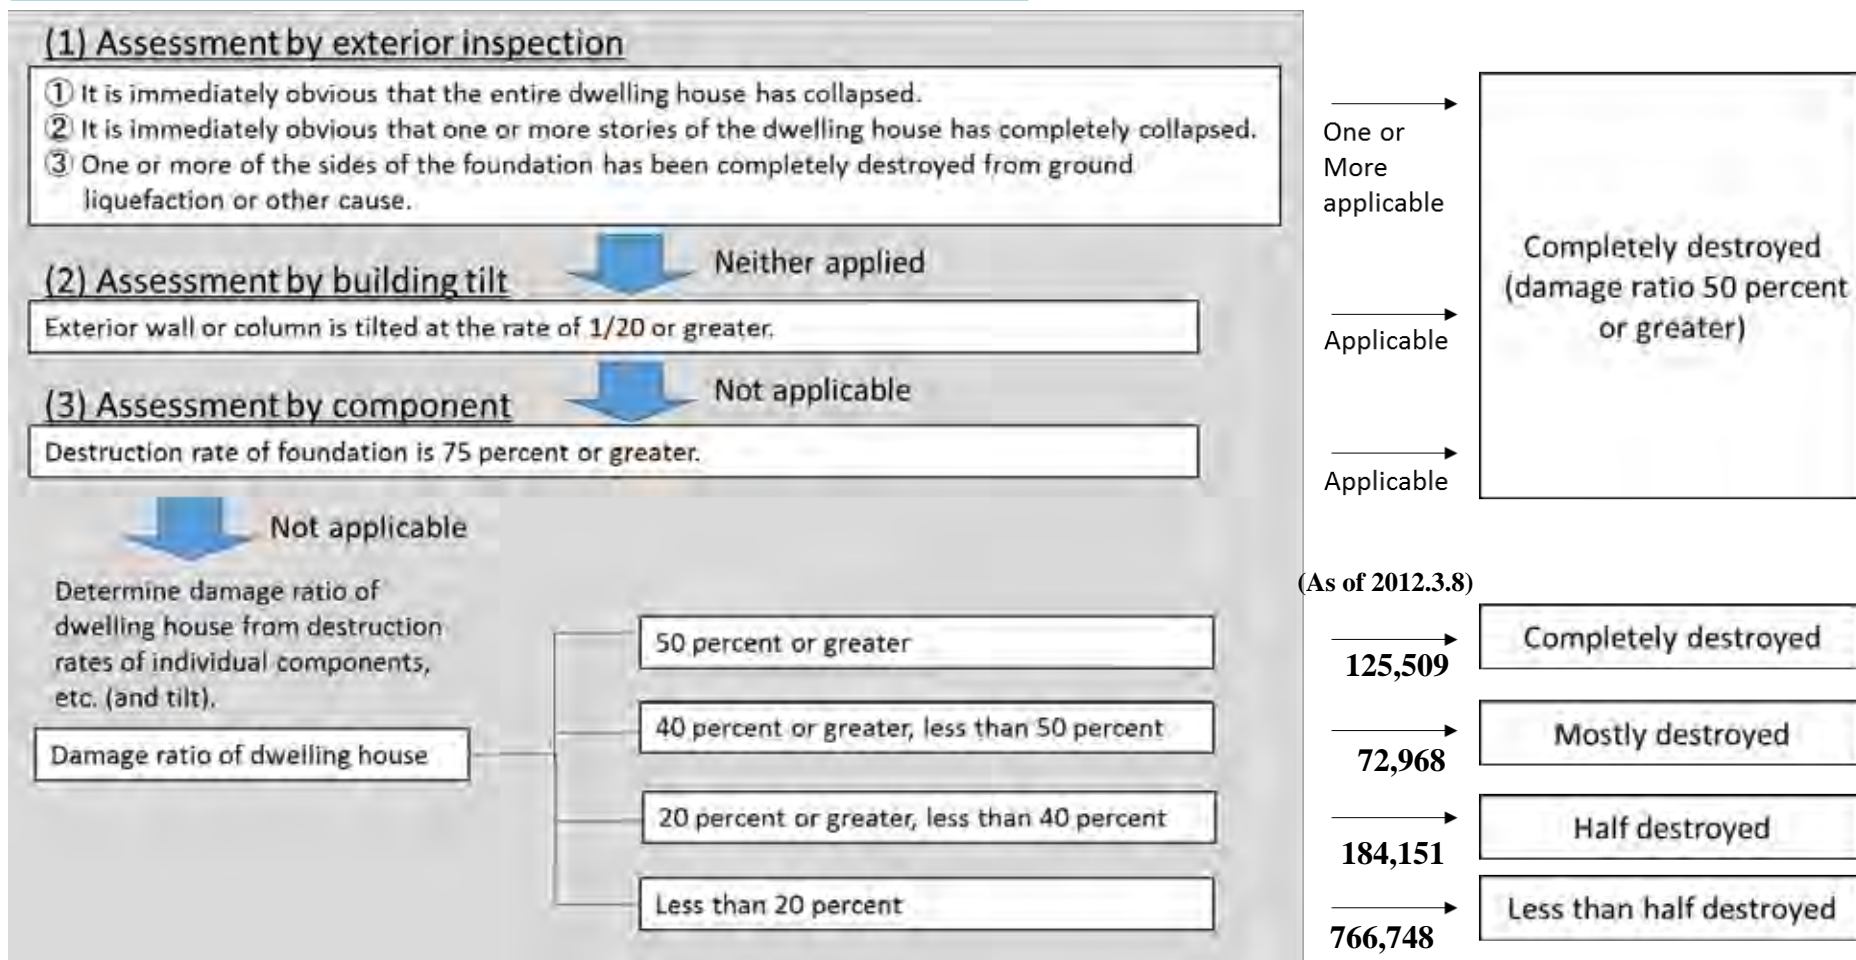 (1) Assessment by exterior inspection
① It is immediately obvious that the entire dwelling house has collapsed.
② It is immediately obvious that one or more stories of the dwelling house has completely collapsed.
③ One or more of the sides of the foundation has been completely destroyed from ground
liquefaction or other cause.
One or
More
applicable
Neither applied
(2) Assessment by building tilt
Exterior wall or column is tilted at the rate of 1/20 or greater.
Applicable
Not applicable
(3) Assessment by component
Destruction rate of foundation is 75 percent or greater.
Applicable
Completely destroyed
(damage ratio 50 percent
or greater)
Not applicable
Determine damage ratio of
dwelling house from destruction
rates of individual components,
etc. (and tilt).
Damage ratio of dwelling house
(As of 2012.3.8)
50 percent or greater
125,509
Completely destroyed
40 percent or greater, less than 50 percent
72,968
Mostly destroyed
20 percent or greater, less than 40 percent
184,151
Half destroyed
Less than 20 percent
766,748
Less than half destroyed